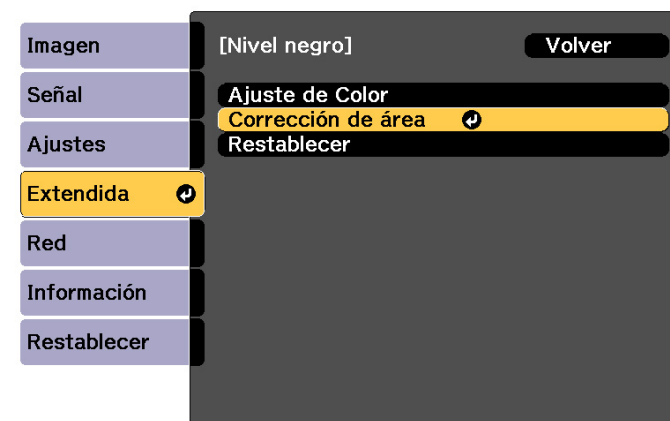 Imagen
Señal
Ajustes
Extendida
Red
Información
Restablecer
[Nivel negro]
Volver
Ajuste de Color
Corrección de área
Restablecer